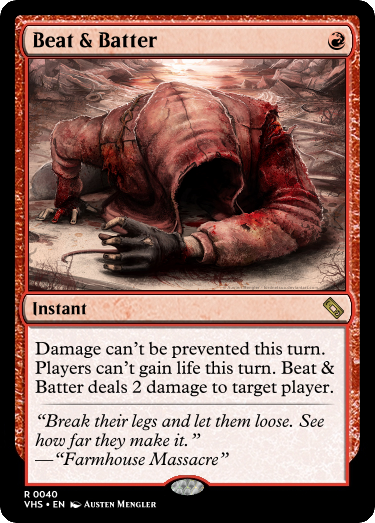 Beat & Batter
Instant
Damage can't be prevented this turn.
Players can't gain life this turn. Beat &
Batter deals 2 damage to target player.
“Break their legs and let them loose. See
how far they make it.”
—“Farmhouse Massacre”
R 0040
VHS • EN Austen Mengler